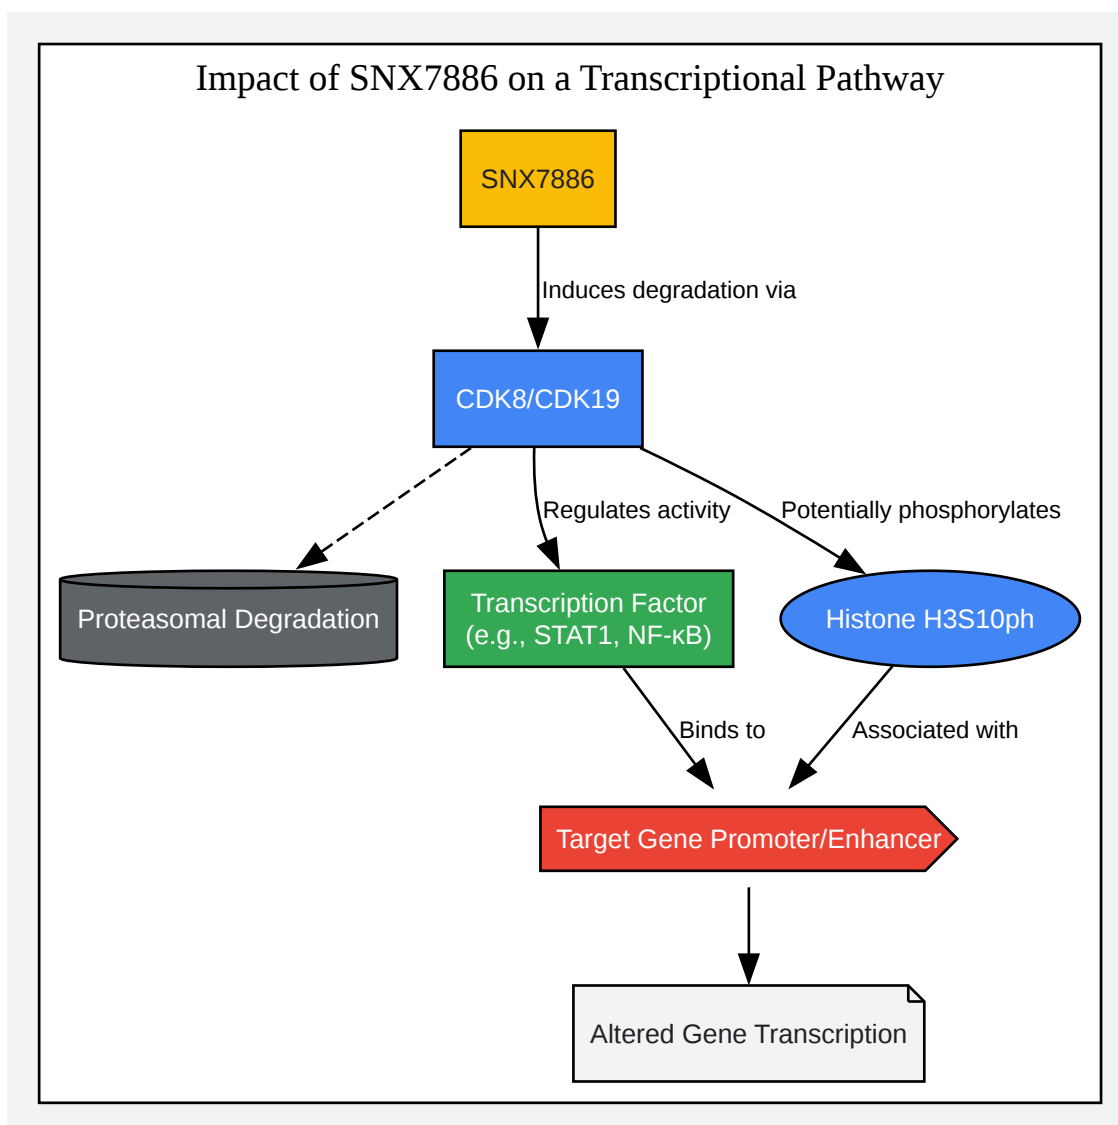 Impact of SNX7886 on a Transcriptional Pathway
SNX7886
Induces degradation via
CDK8/CDK19
Regulates activity
Potentially phosphorylates
Proteasomal Degradation
Transcription Factor
(e.g., STAT1, NF-κB)
Histone H3S10ph
Binds to
Associated with
Target Gene Promoter/Enhancer
Altered Gene Transcription